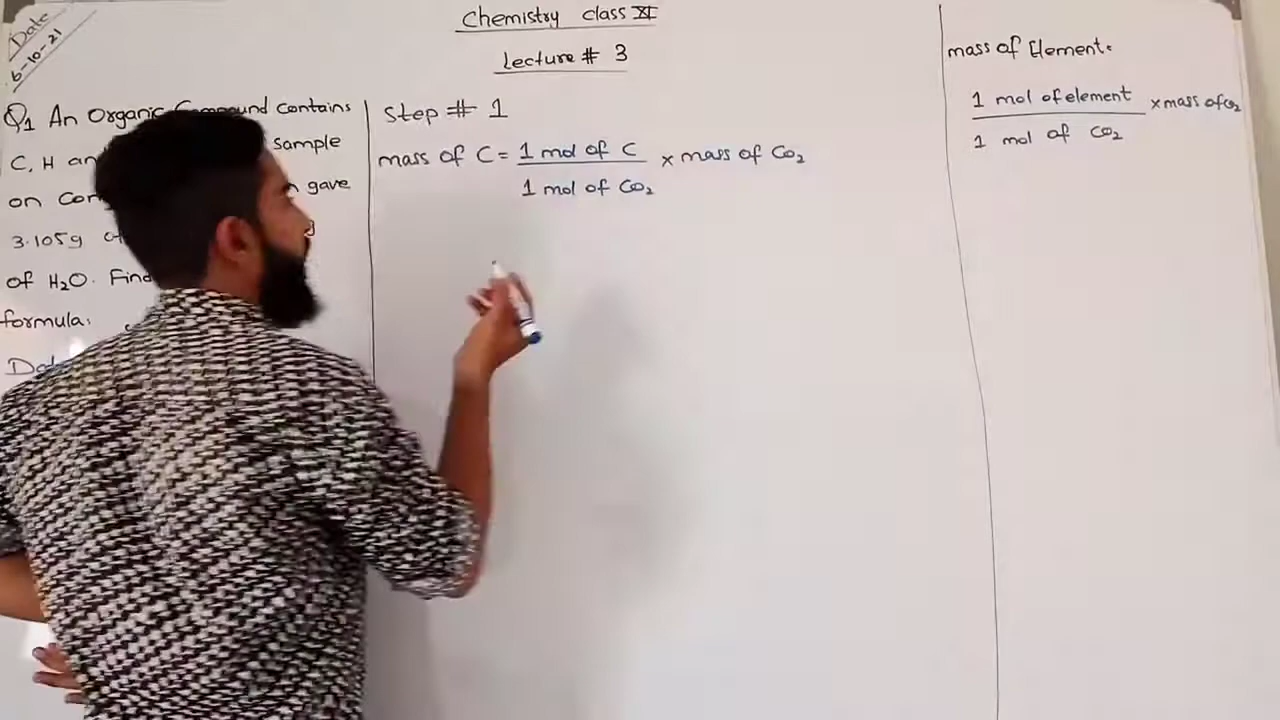 Date
6-10-21
Chemistry class XI
Lecture # 3
Q1 An Organic Compound contains
C, H an sample
on Com gave
3.105g
of H2O. Find
formula.
Step # 1
mass of C = 1 mol of C × mass of CO2
1 mol of CO2
mass of Element.
1 mol of element × mass of CO2
1 mol of CO2